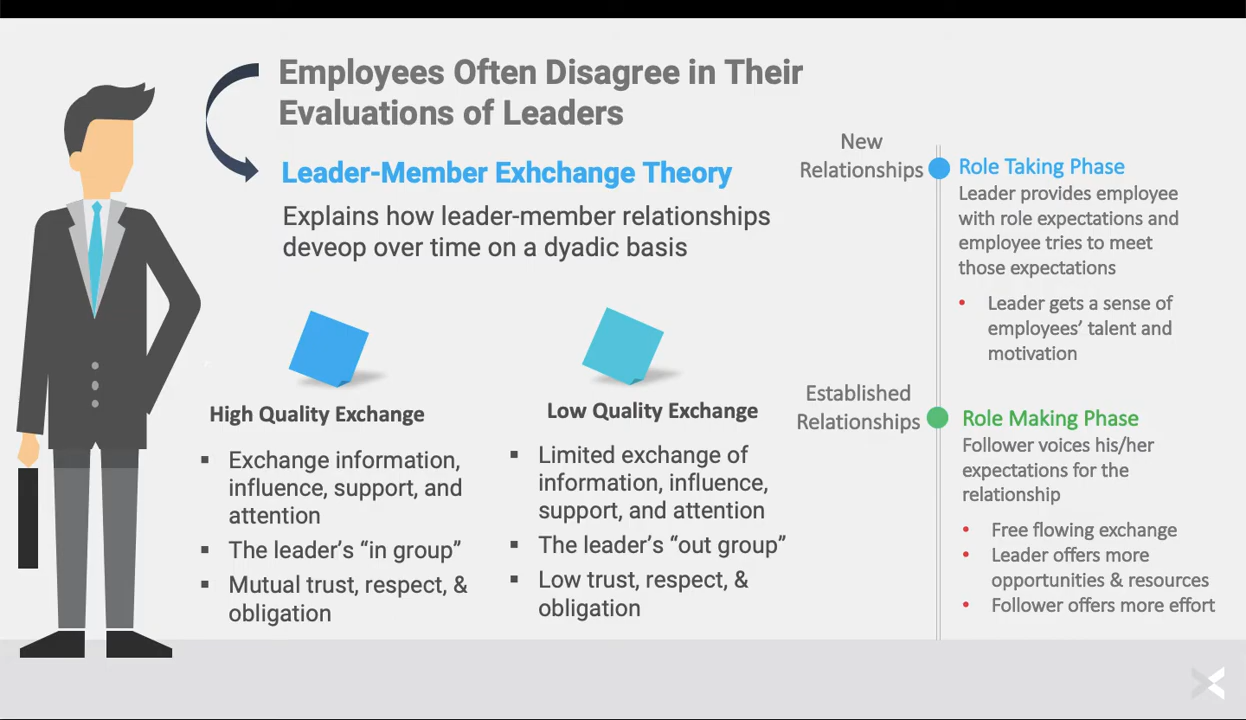 Employees Often Disagree in Their
Evaluations of Leaders
Leader-Member Exhchange Theory
Explains how leader-member relationships
deveop over time on a dyadic basis
High Quality Exchange
▪ Exchange information,
influence, support, and
attention
▪ The leader's “in group”
▪ Mutual trust, respect, &
obligation
Low Quality Exchange
▪ Limited exchange of
information, influence,
support, and attention
▪ The leader's “out group”
▪ Low trust, respect, &
obligation
New
Relationships
Role Taking Phase
Leader provides employee
with role expectations and
employee tries to meet
those expectations
• Leader gets a sense of
employees' talent and
motivation
Established
Relationships
Role Making Phase
Follower voices his/her
expectations for the
relationship
• Free flowing exchange
• Leader offers more
opportunities & resources
• Follower offers more effort